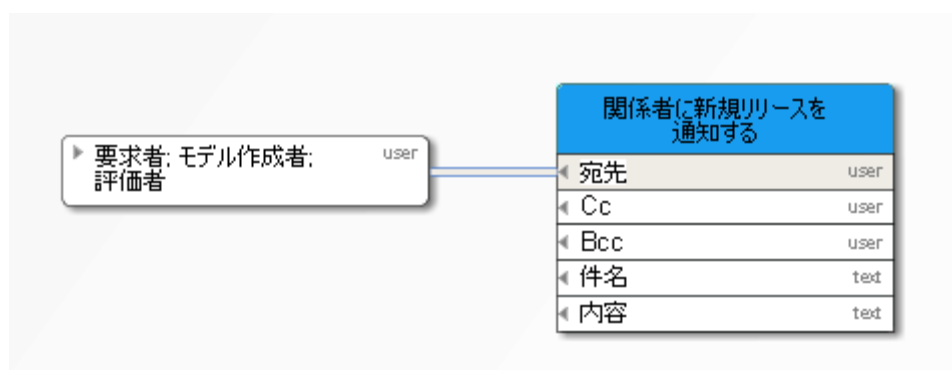 関係者に新規リリースを
通知する
要求者; モデル作成者; user
評価者
宛先 user
Cc user
Bcc user
件名 text
内容 text